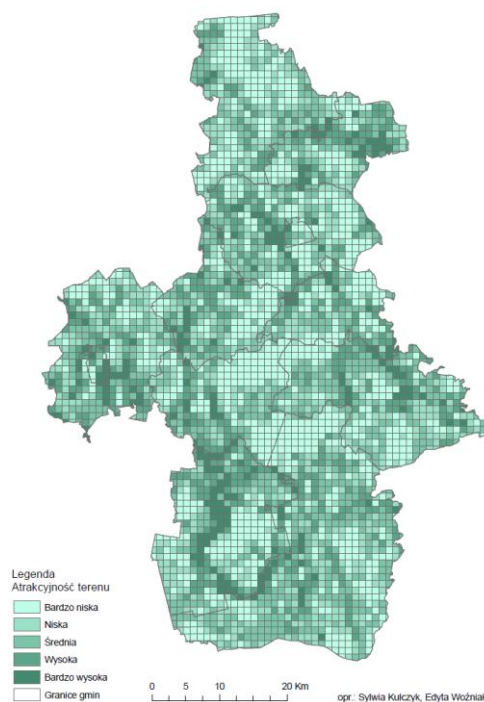 Legenda
Atrakcyjność terenu
Bardzo niska
Niska
Średnia
Wysoka
Bardzo wysoka
Granice gmin
0 5 10 20 Km
opr.: Sylwia Kulczyk, Edyta Woźniak